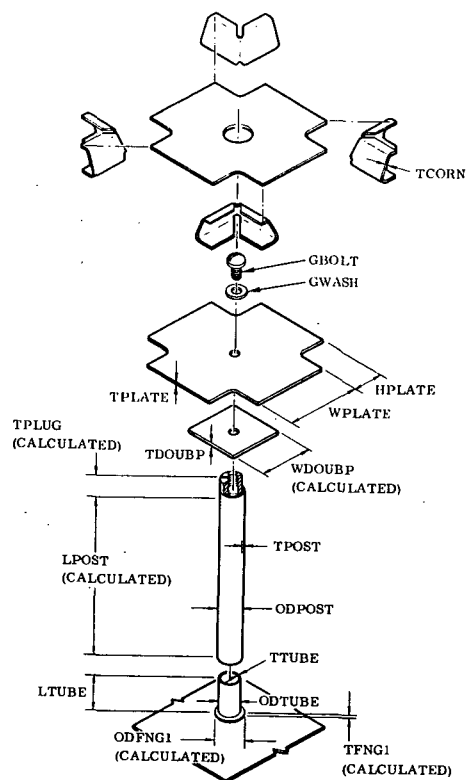 TCORN
GBOLT
GWASH
HPLATE
WPLATE
TPLATE
TPLUG
(CALCULATED)
TDOUBP
WDOUBP
(CALCULATED)
TPOST
LPOST
(CALCULATED)
ODPOST
TTUBE
LTUBE
ODTUBE
ODFNG1
(CALCULATED)
TFNG1
(CALCULATED)